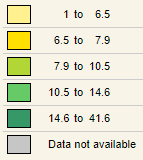 1 to 6.5
6.5 to 7.9
7.9 to 10.5
10.5 to 14.6
14.6 to 41.6
Data not available